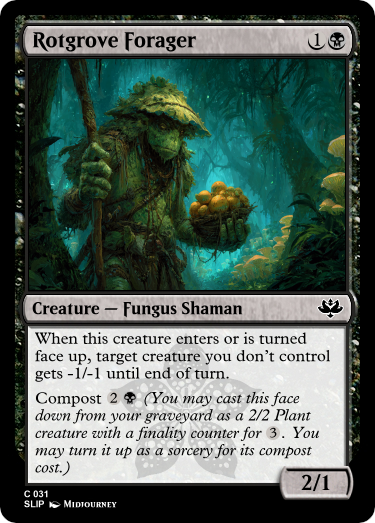 Rotgrove Forager 1
Creature — Fungus Shaman
When this creature enters or is turned
face up, target creature you don't control
gets -1/-1 until end of turn.
Compost 2 (You may cast this face
down from your graveyard as a 2/2 Plant
creature with a finality counter for 3. You
may turn it up as a sorcery for its compost
cost.)
2/1
C 031
SLIP Midjourney